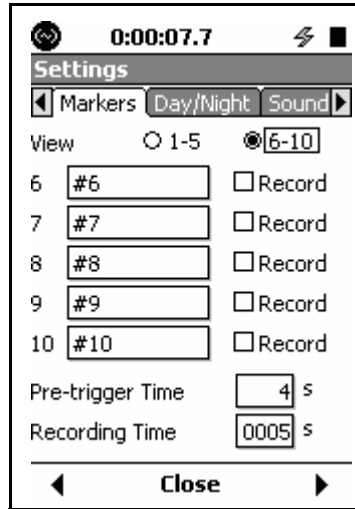 0:00:07.7
Settings
Markers Day/Night Sound
View 1-5 6-10
6 #6 Record
7 #7 Record
8 #8 Record
9 #9 Record
10 #10 Record
Pre-trigger Time 4 s
Recording Time 0005 s
Close